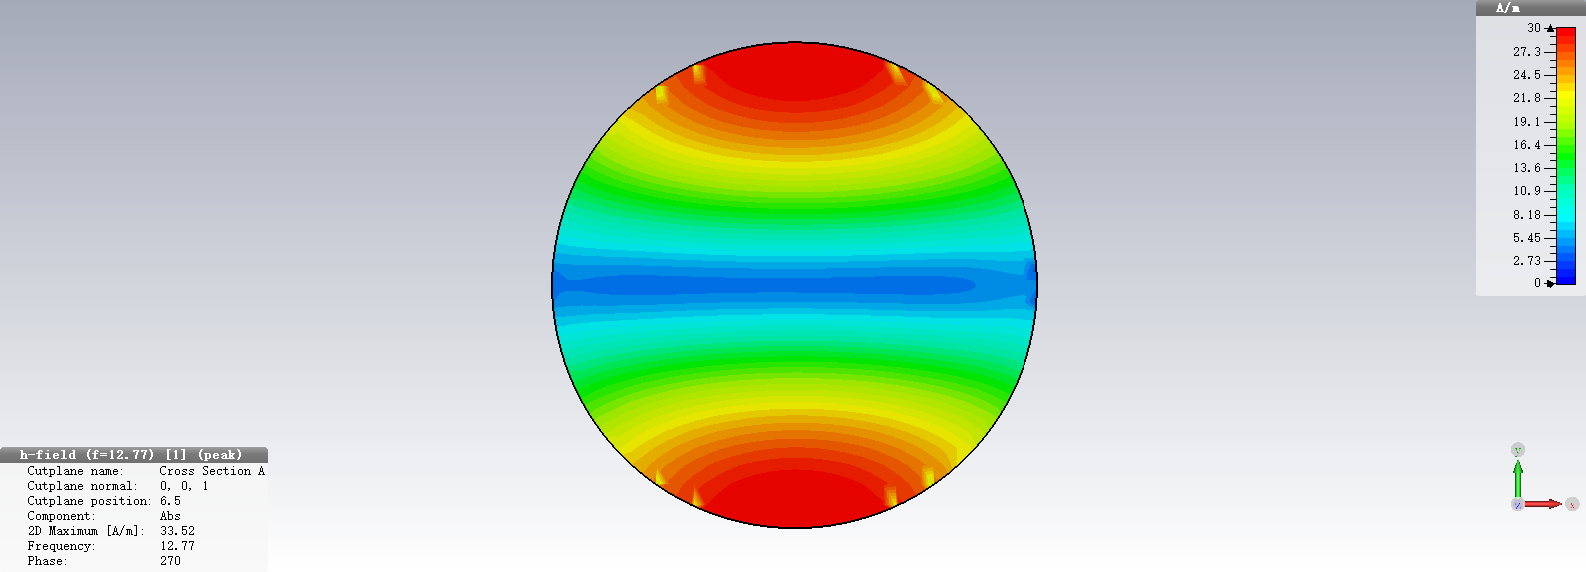 A/m
30
27.3
24.5
21.8
19.1
16.4
13.6
10.9
8.18
5.45
2.73
0
h-field (f=12.77) [1] (peak)
Cutplane name: Cross Section A
Cutplane normal: 0, 0, 1
Cutplane position: 6.5
Component: Abs
2D Maximum [A/m]: 33.52
Frequency: 12.77
Phase: 270
Y
Z
X